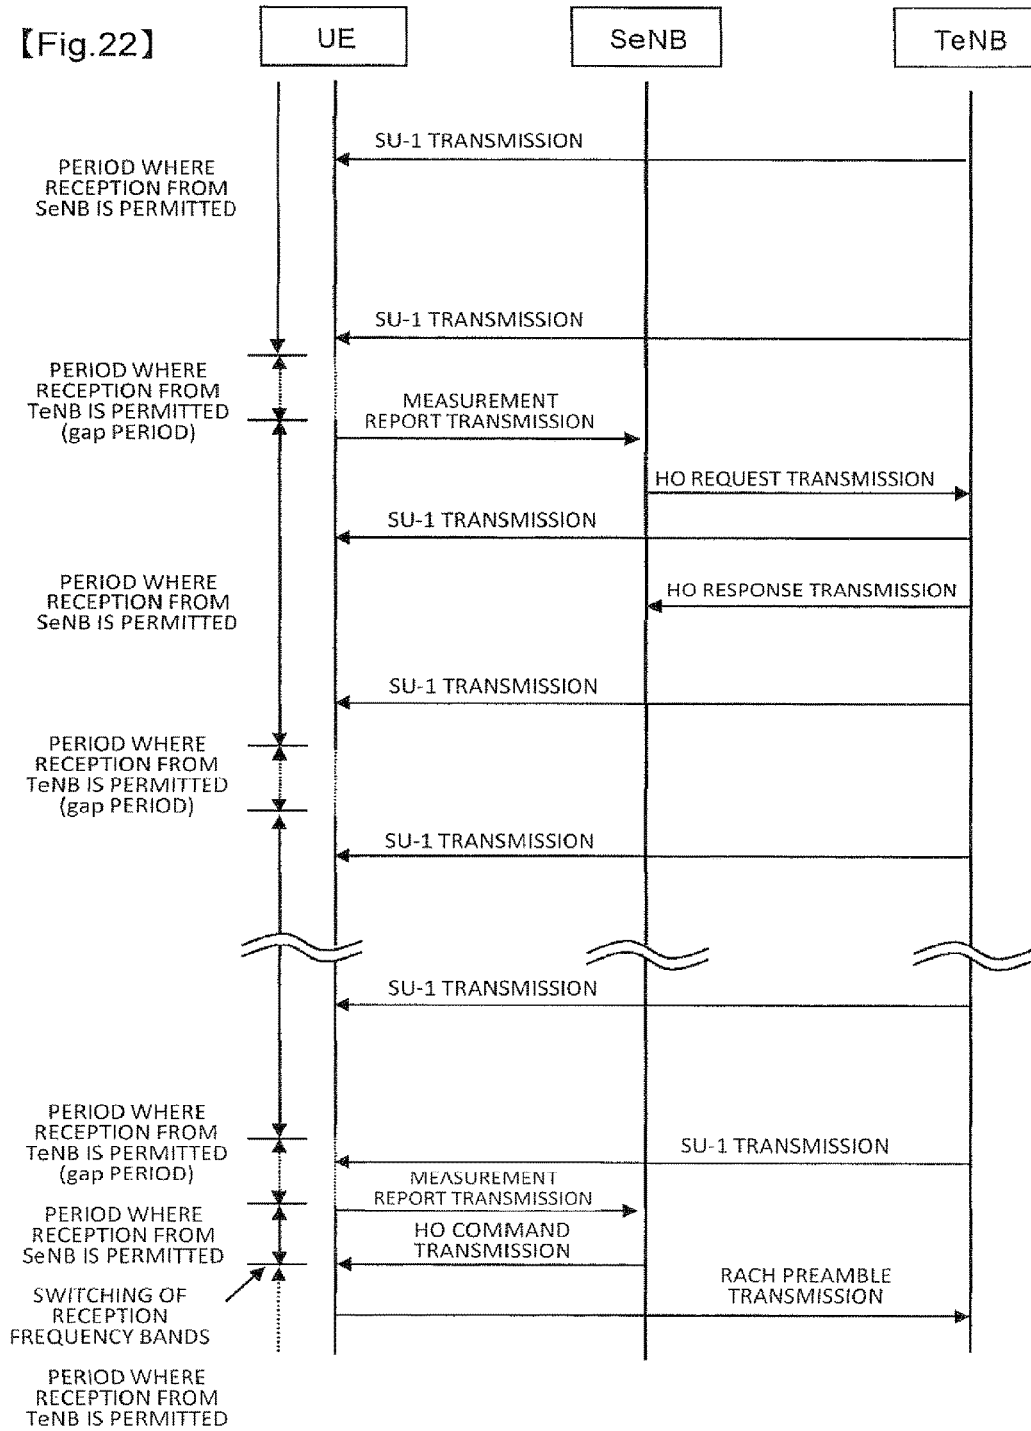 【Fig.22】
UE
SeNB
TeNB
SU-1 TRANSMISSION
PERIOD WHERE
RECEPTION FROM
SeNB IS PERMITTED
SU-1 TRANSMISSION
PERIOD WHERE
RECEPTION FROM
TeNB IS PERMITTED
(gap PERIOD)
MEASUREMENT
REPORT TRANSMISSION
HO REQUEST TRANSMISSION
SU-1 TRANSMISSION
PERIOD WHERE
RECEPTION FROM
SeNB IS PERMITTED
HO RESPONSE TRANSMISSION
SU-1 TRANSMISSION
PERIOD WHERE
RECEPTION FROM
TeNB IS PERMITTED
(gap PERIOD)
SU-1 TRANSMISSION
SU-1 TRANSMISSION
PERIOD WHERE
RECEPTION FROM
TeNB IS PERMITTED
(gap PERIOD)
SU-1 TRANSMISSION
MEASUREMENT
REPORT TRANSMISSION
PERIOD WHERE
RECEPTION FROM
SeNB IS PERMITTED
HO COMMAND
TRANSMISSION
SWITCHING OF
RECEPTION
FREQUENCY BANDS
RACH PREAMBLE
TRANSMISSION
PERIOD WHERE
RECEPTION FROM
TeNB IS PERMITTED